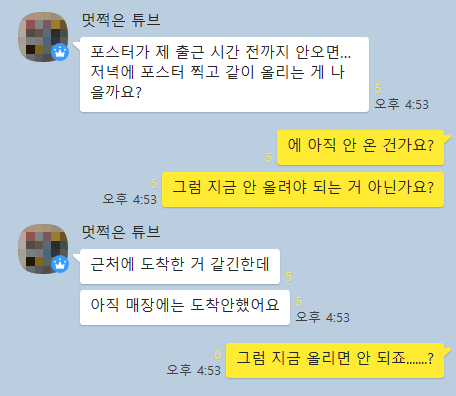 멋쩍은 튜브
포스터가 제 출근 시간 전까지 안오면...
저녁에 포스터 찍고 같이 올리는 게 나
을까요?
5
오후 4:53
에 아직 안 온 건가요?
5
그럼 지금 안 올려야 되는 거 아닌가요?
5
오후 4:53
멋쩍은 튜브
근처에 도착한 거 같긴한데
5
아직 매장에는 도착안했어요
5
오후 4:53
그럼 지금 올리면 안 되죠.......?
6
오후 4:53